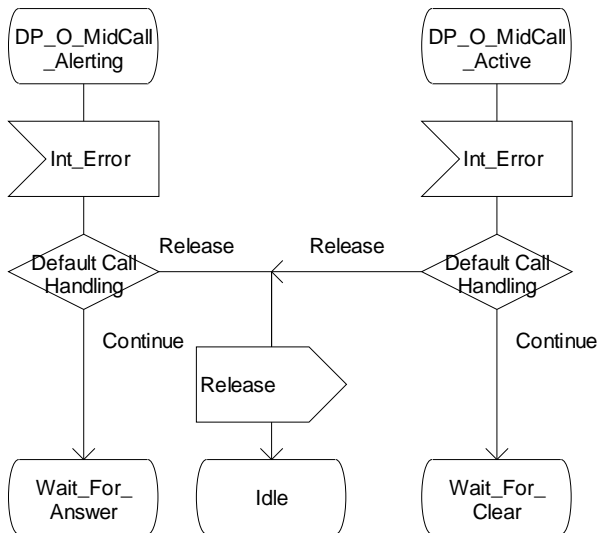 DP_O_MidCall
_Alerting
DP_O_MidCall
_Active
Int_Error
Int_Error
Default Call
Handling
Release
Release
Default Call
Handling
Continue
Continue
Release
Wait_For_
Answer
Idle
Wait_For_
Clear